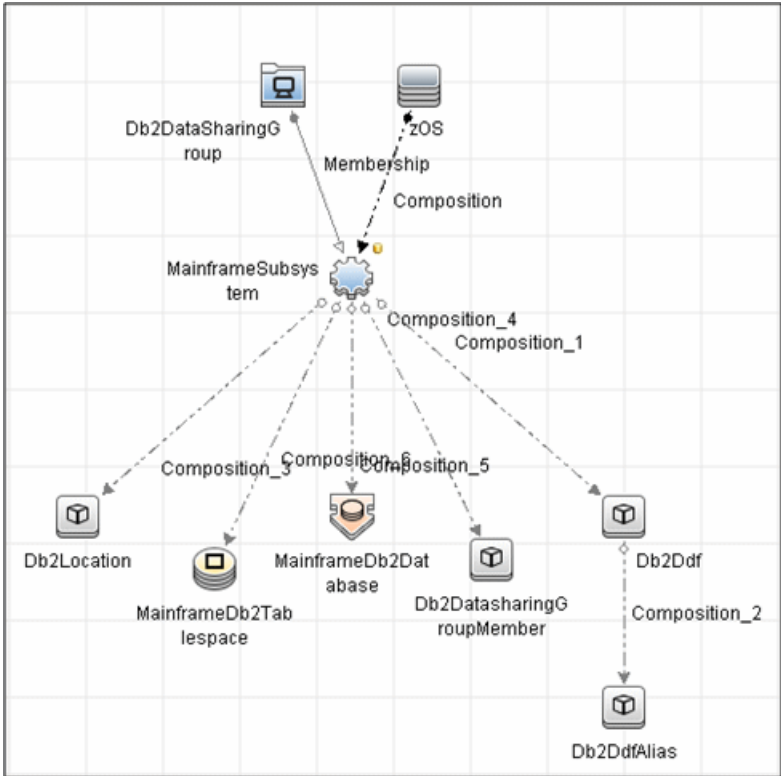 Db2DataSharingG
roup
zOS
Membership
Composition
MainframeSubsys
tem
Composition_4
Composition_1
Composition_3
Composition_6
Composition_5
Db2Location
MainframeDb2Tab
lespace
MainframeDb2Dat
abase
Db2DatasharingG
roupMember
Db2Ddf
Composition_2
Db2DdfAlias